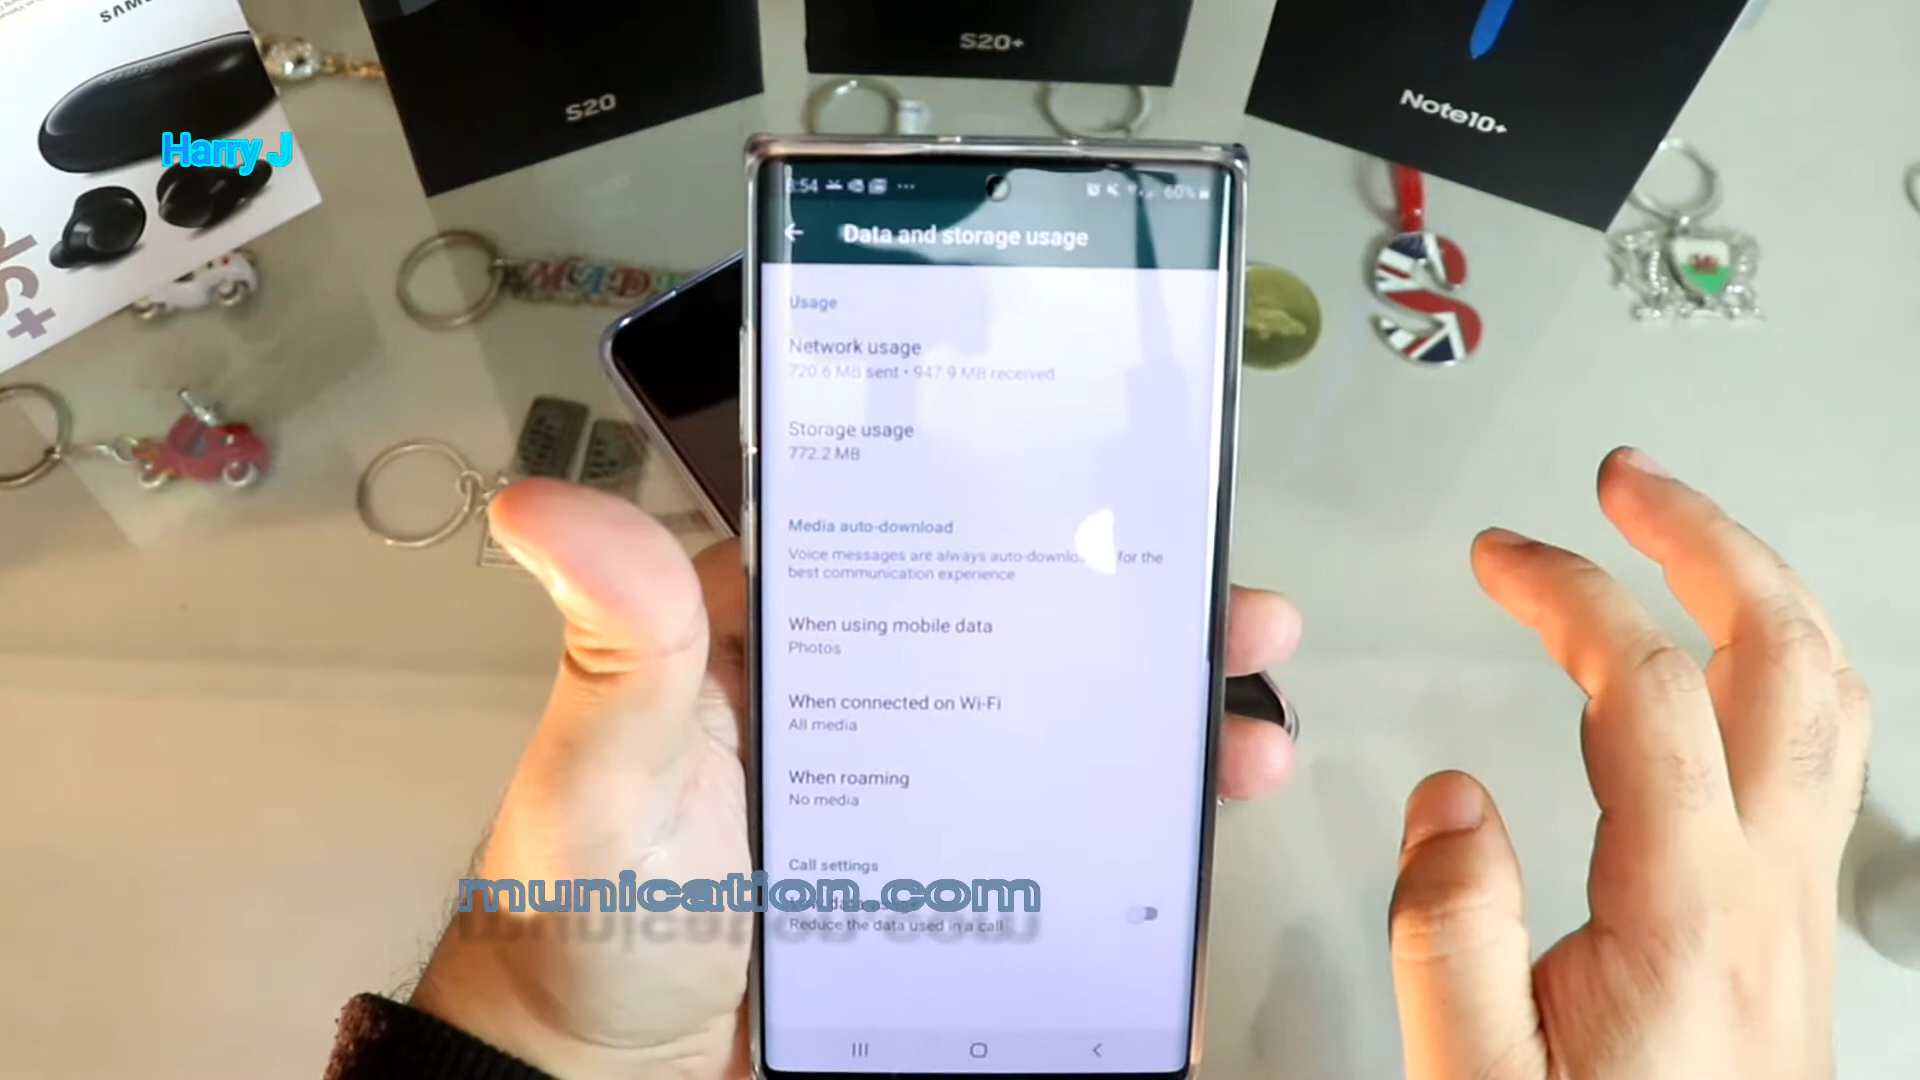 S20
S20+
Note10+
Harry J
60%
Data and storage usage
Usage
Network usage
720.6 MB sent • 947.9 MB received
Storage usage
772.2 MB
Media auto-download
Voice messages are always auto- for the
best communication experience
When using mobile data
Photos
When connected on Wi-Fi
All media
When roaming
No media
Call settings
munication.com
Reduce the data used in a call